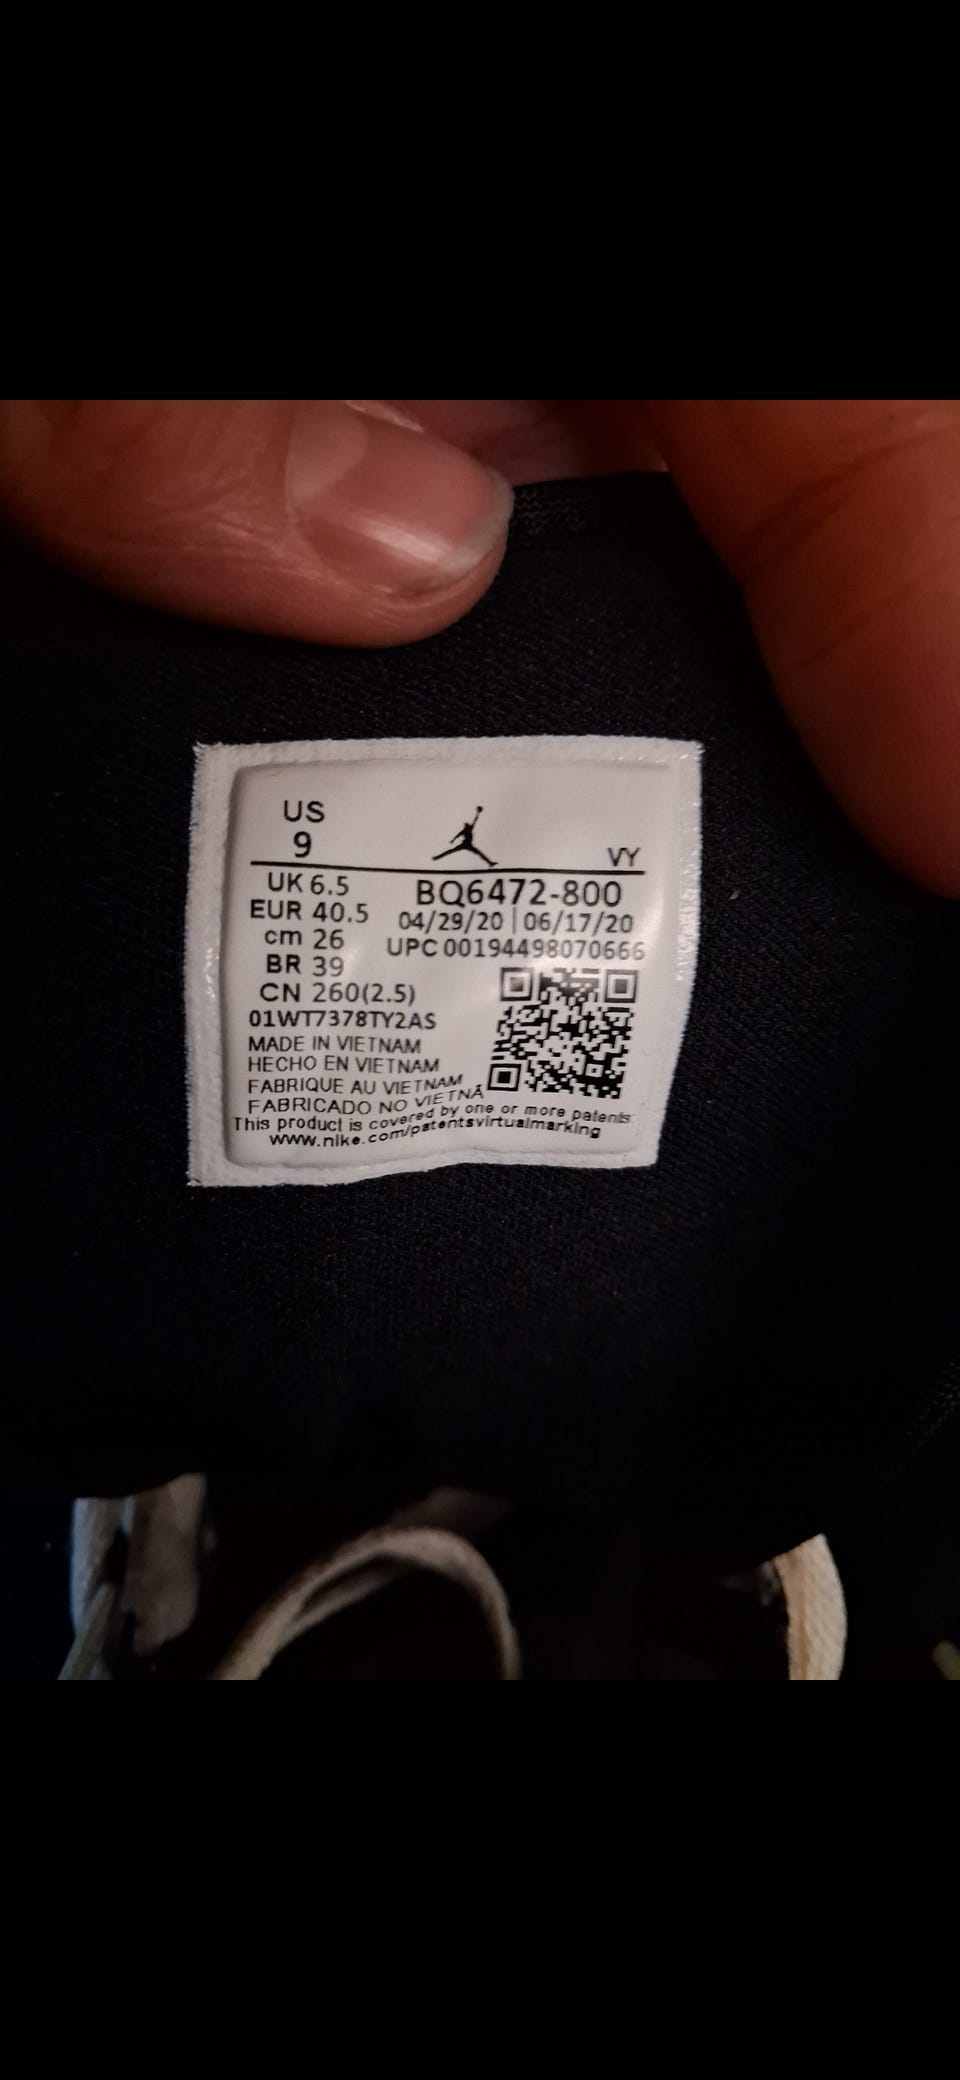 US
9
VY
UK 6.5
BQ6472-800
EUR 40.5
04/29/20 | 06/17/20
cm 26
UPC 00194498070666
BR 39
CN 260(2.5)
01WT7378TY2AS
MADE IN VIETNAM
HECHO EN VIETNAM
FABRIQUE AU VIETNAM
FABRICADO NO VIETNÃ
This product is covered by one or more patents.
www.nike.com/patentsvirtualmarking